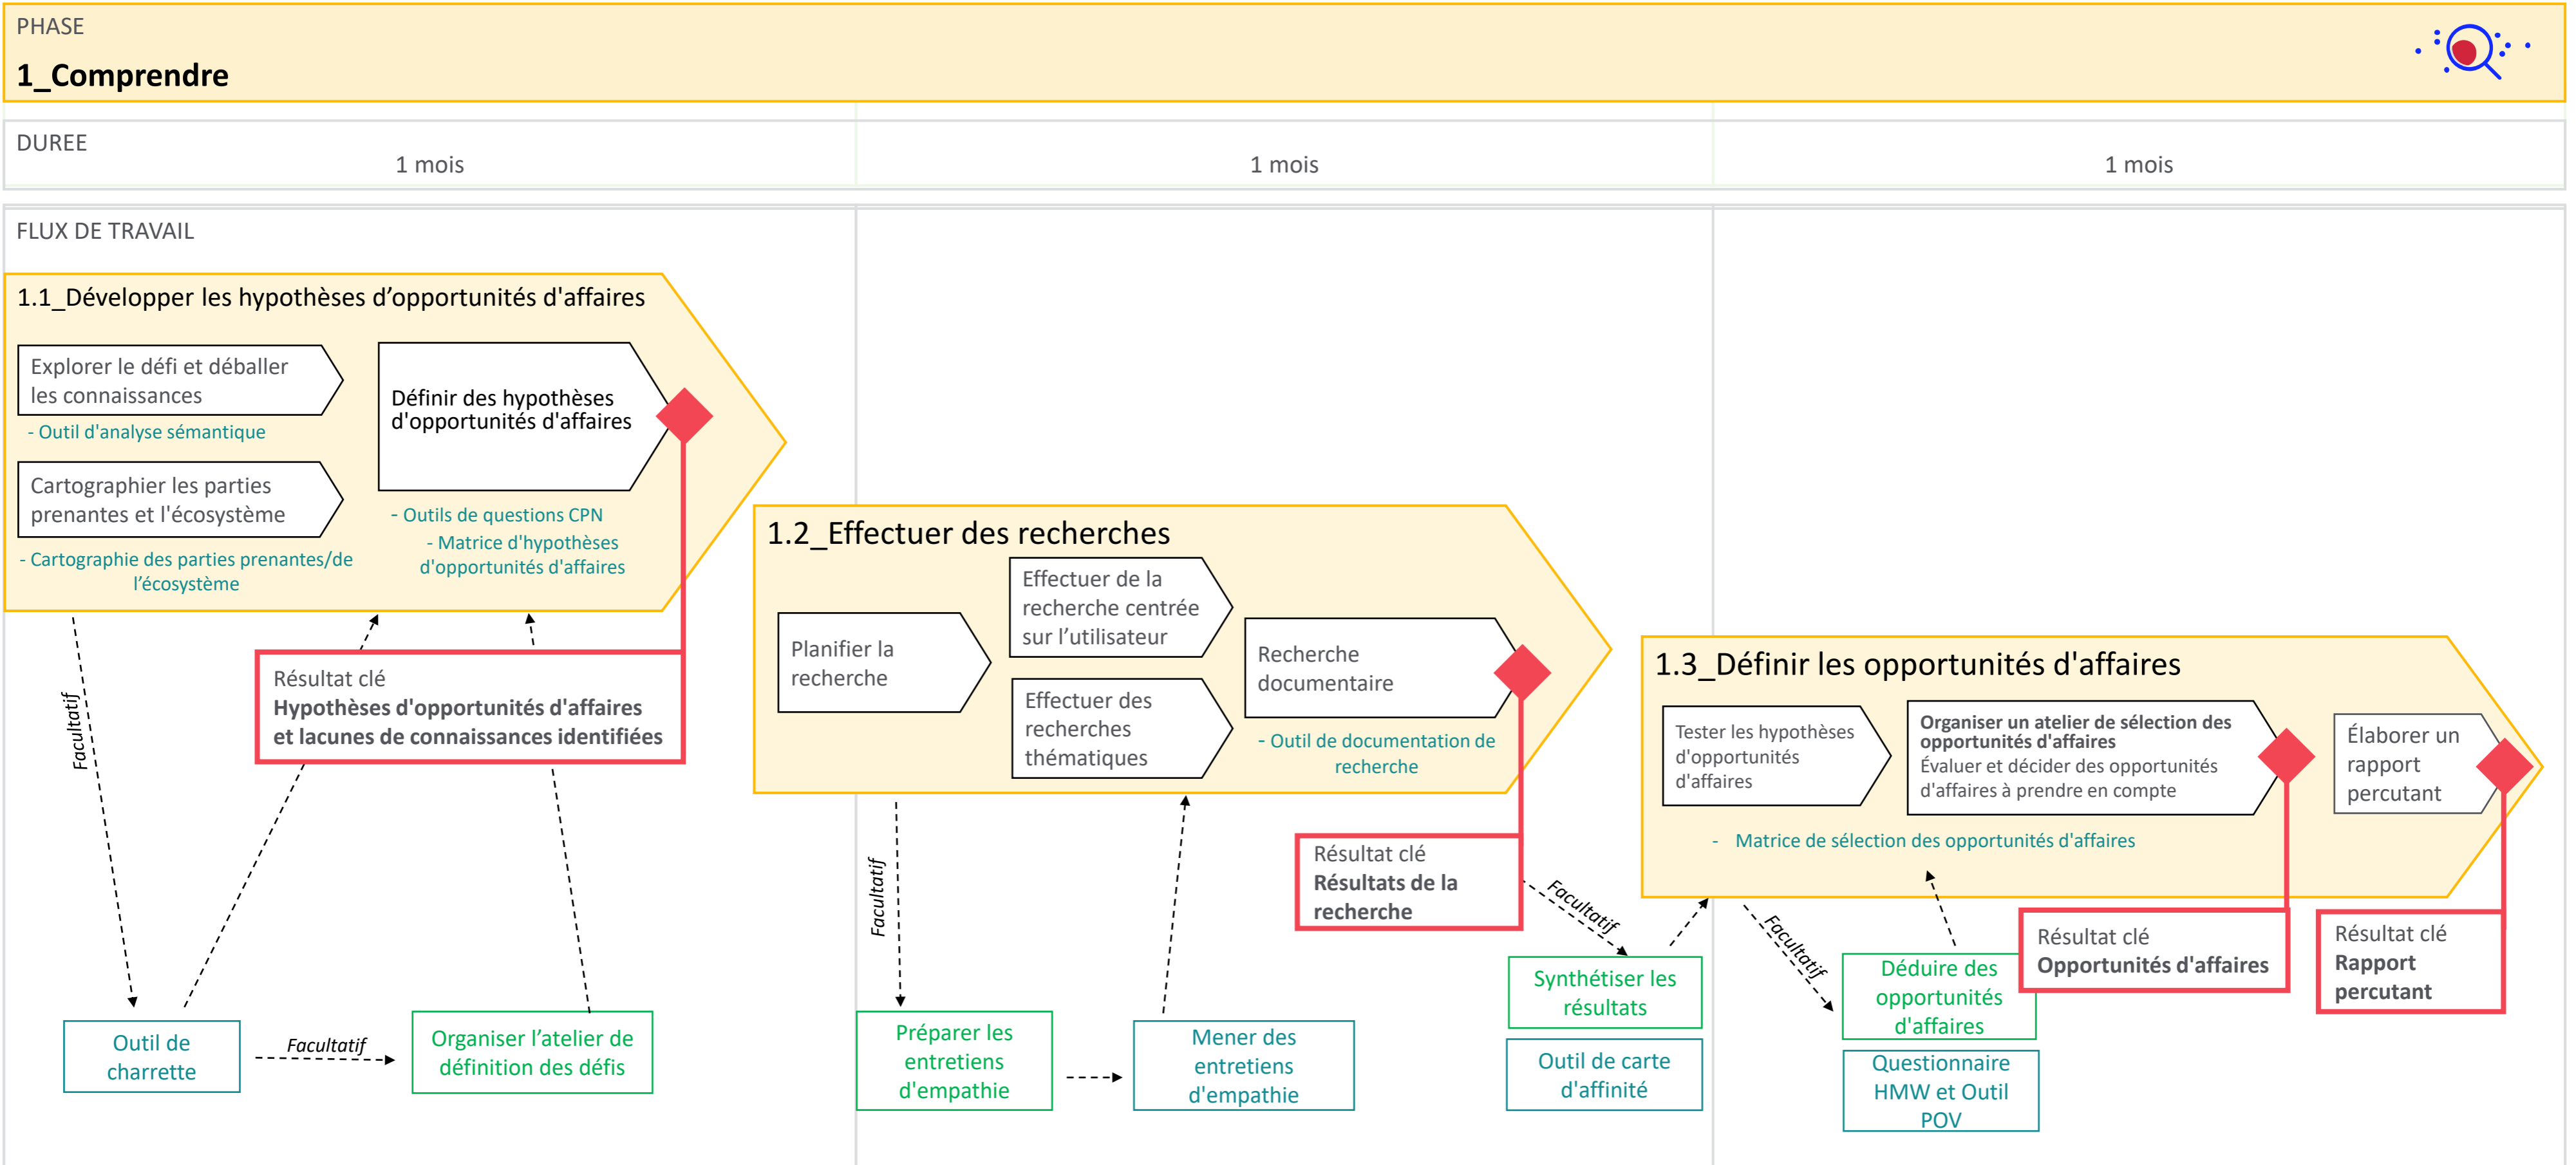 PHASE
1_Comprendre
DUREE
1 mois
1 mois
1 mois
FLUX DE TRAVAIL
1.1_Développer les hypothèses d’opportunités d'affaires
Explorer le défi et déballer
les connaissances
- Outil d'analyse sémantique
Cartographier les parties
prenantes et l'écosystème
- Cartographie des parties prenantes/de
l’écosystème
Définir des hypothèses
d'opportunités d'affaires
- Outils de questions CPN
- Matrice d'hypothèses
d'opportunités d'affaires
Facultatif
Résultat clé
Hypothèses d'opportunités d'affaires
et lacunes de connaissances identifiées
Outil de
charrette
Facultatif
Organiser l’atelier de
définition des défis
1.2_Effectuer des recherches
Planifier la
recherche
Effectuer de la
recherche centrée
sur l’utilisateur
Effectuer des
recherches
thématiques
Recherche
documentaire
- Outil de documentation de
recherche
Facultatif
Résultat clé
Résultats de la
recherche
Préparer les
entretiens
d'empathie
Mener des
entretiens
d'empathie
Facultatif
Synthétiser les
résultats
Outil de carte
d'affinité
1.3_Définir les opportunités d'affaires
Tester les hypothèses
d'opportunités
d'affaires
Organiser un atelier de sélection des
opportunités d'affaires
Évaluer et décider des opportunités
d'affaires à prendre en compte
Élaborer un
rapport
percutant
- Matrice de sélection des opportunités d'affaires
Facultatif
Déduire des
opportunités
d'affaires
Questionnaire
HMW et Outil
POV
Résultat clé
Opportunités d'affaires
Résultat clé
Rapport
percutant